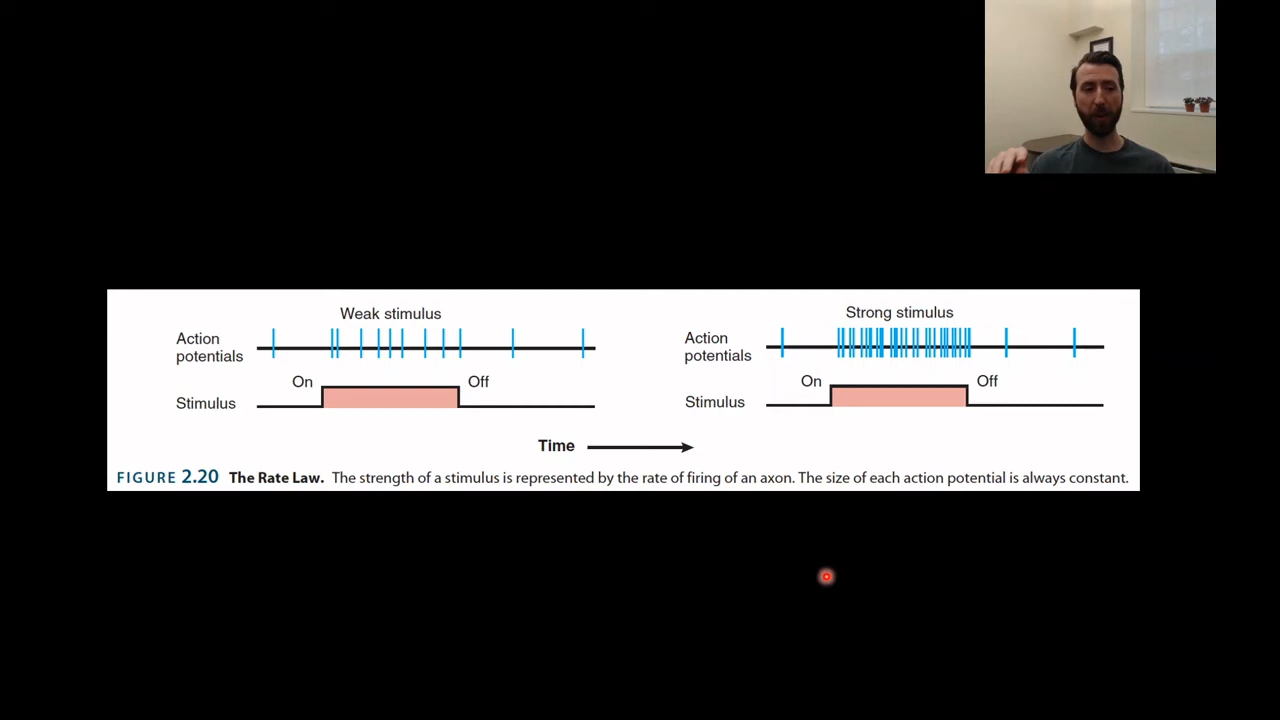 Weak stimulus
Action
potentials
On
Off
Stimulus
Strong stimulus
Action
potentials
On
Off
Stimulus
Time
FIGURE 2.20 The Rate Law. The strength of a stimulus is represented by the rate of firing of an axon. The size of each action potential is always constant.